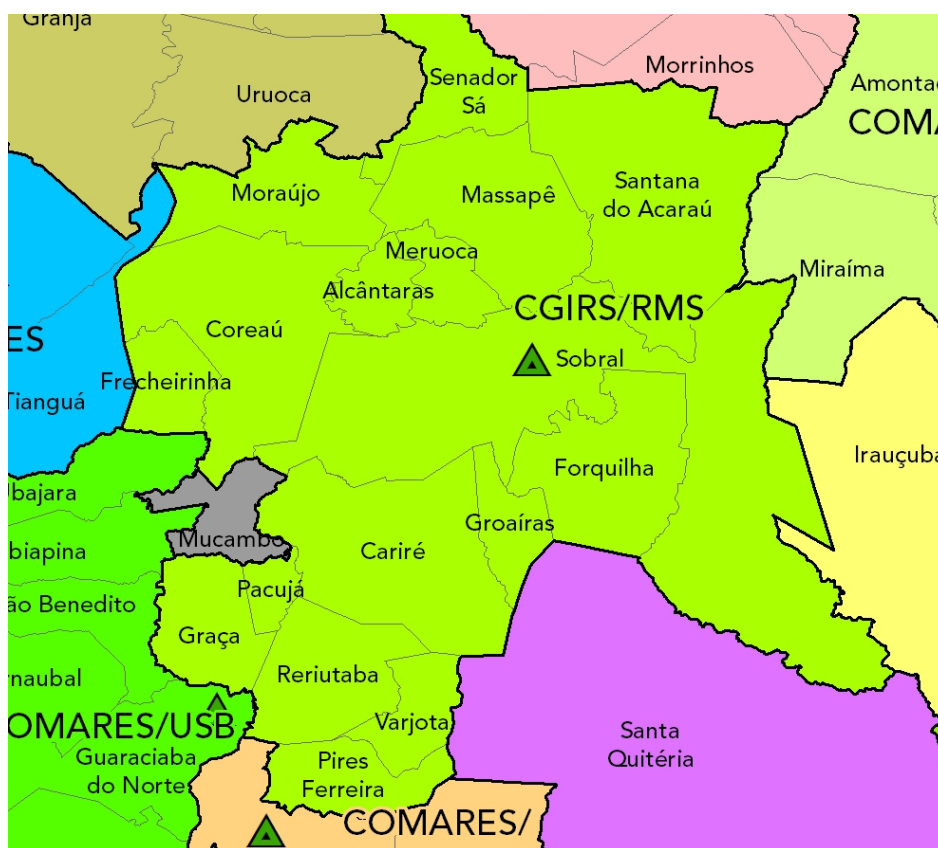 Granja
Senador
Sá
Morrinhos
Uruoca
Amontad
COMA
Moraújo
Massapê
Santana
do Acaraú
Meruoca
Miraíma
Alcântaras
CGIRS/RMS
Coreaú
ES
Sobral
Frecheirinha
Tianguá
Forquilha
Irauçuba
Ubajara
Groaíras
Mucambo
Cariré
biapina
Pacujá
ão Benedito
Graça
Reriutaba
rnaubal
Varjota
OMARES/USB
Santa
Quitéria
Guaraciaba
do Norte
Pires
Ferreira
COMARES/